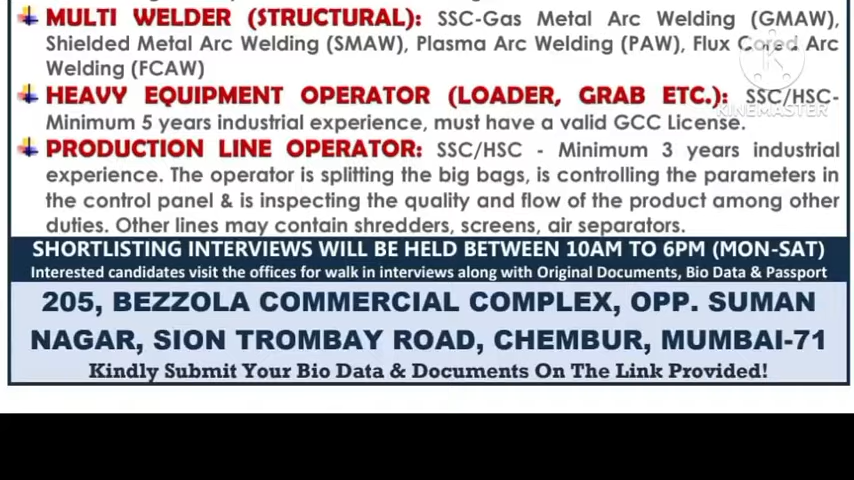 MULTI WELDER (STRUCTURAL): SSC-Gas Metal Arc Welding (GMAW),
Shielded Metal Arc Welding (SMAW), Plasma Arc Welding (PAW), Flux Cored Arc
Welding (FCAW)
HEAVY EQUIPMENT OPERATOR (LOADER, GRAB ETC.): SSC/HSC-
KINEMASTER
Minimum 5 years industrial experience, must have a valid GCC License.
PRODUCTION LINE OPERATOR: SSC/HSC - Minimum 3 years industrial
experience. The operator is splitting the big bags, is controlling the parameters in
the control panel & is inspecting the quality and flow of the product among other
duties. Other lines may contain shredders, screens, air separators.
SHORTLISTING INTERVIEWS WILL BE HELD BETWEEN 10AM TO 6PM (MON-SAT)
Interested candidates visit the offices for walk in interviews along with Original Documents, Bio Data & Passport
205, BEZZOLA COMMERCIAL COMPLEX, OPP. SUMAN
NAGAR, SION TROMBAY ROAD, CHEMBUR, MUMBAI-71
Kindly Submit Your Bio Data & Documents On The Link Provided!